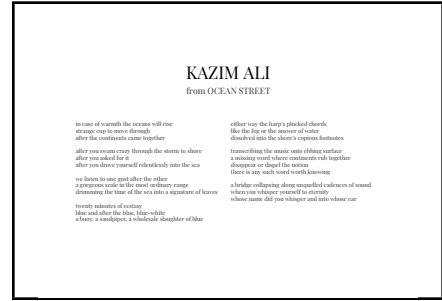 KAZIM ALI
from OCEAN STREET
in case of warmth the oceans will rise
strange cup to move through
after the continents came together
after you swam crazy through the storm to shore
after you asked for it
after you drove yourself relentlessly into the sea
we listen to one gust after the other
a gorgeous scale in the most ordinary range
drumming the time of the sea into a signature of leaves
twenty minutes of ecstasy
blue and after the blue, blue-white
a buoy, a sandpiper, a wholesale slaughter of blue
either way the harp's plucked chords
like the fog or the answer of water
dissolved into the shore's copious footnotes
transcribing the music onto ebbing surface
a missing word where continents rub together
disappear or dispel the notion
there is any such word worth knowing
a bridge collapsing along unquelled cadences of sound
when you whisper yourself to eternity
whose name did you whisper and into whose ear